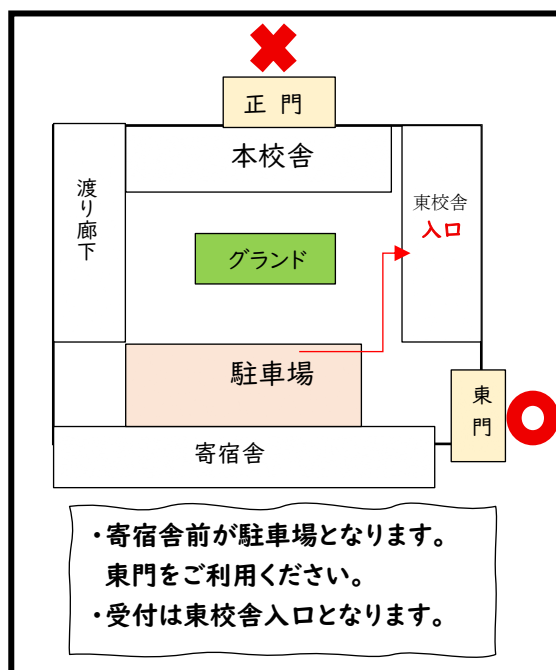 正 門
本校舎
渡り廊下
東校舎
入口
グランド
駐車場
東門
寄宿舎
・寄宿舎前が駐車場となります。
東門をご利用ください。
・受付は東校舎入口となります。